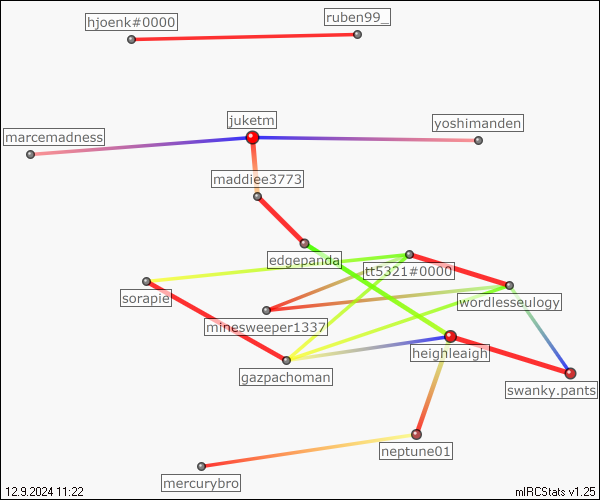 ruben99_
hjoenk#0000
juketm
yoshimanden
marcemadness
maddiee3773
edgepanda
tt5321#0000
sorapie
wordlesseulogy
minesweeper1337
heighleaigh
gazpachoman
swanky.pants
neptune01
mercurybro
12.9.2024 11:22
mIRCStats v1.25